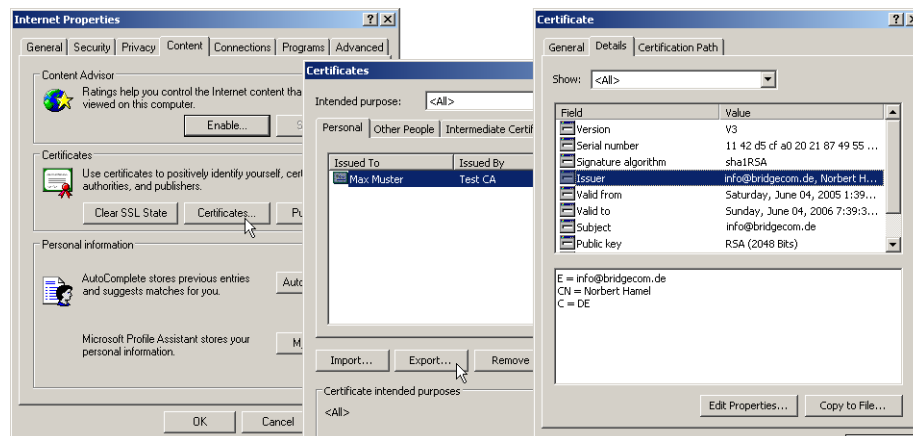 Internet Properties
General Security Privacy Content Connections Programs Advanced
Content Advisor
Ratings help you control the Internet content tha
viewed on this computer.
Enable...
S
Certificates
Use certificates to positively identify yourself, cert
authorities, and publishers.
Clear SSL State Certificates... Pu
Personal information
AutoComplete stores previous entries
and suggests matches for you.
Auto
Microsoft Profile Assistant stores your
personal information.
M
OK Cancel
Certificates
Intended purpose: <All>
Personal Other People Intermediate Certif
Issued To Issued By
Max Muster Test CA
Import... Export... Remove
Certificate intended purposes
<All>
Certificate
General Details Certification Path
Show: <All>
Field Value
Version V3
Serial number 11 42 d5 cf a0 20 21 87 49 55 ...
Signature algorithm sha1RSA
Issuer info@bridgecom.de, Norbert H...
Valid from Saturday, June 04, 2005 1:39...
Valid to Sunday, June 04, 2006 7:39:3...
Subject info@bridgecom.de
Public key RSA (2048 Bits)
E = info@bridgecom.de
CN = Norbert Hamel
C = DE
Edit Properties... Copy to File...